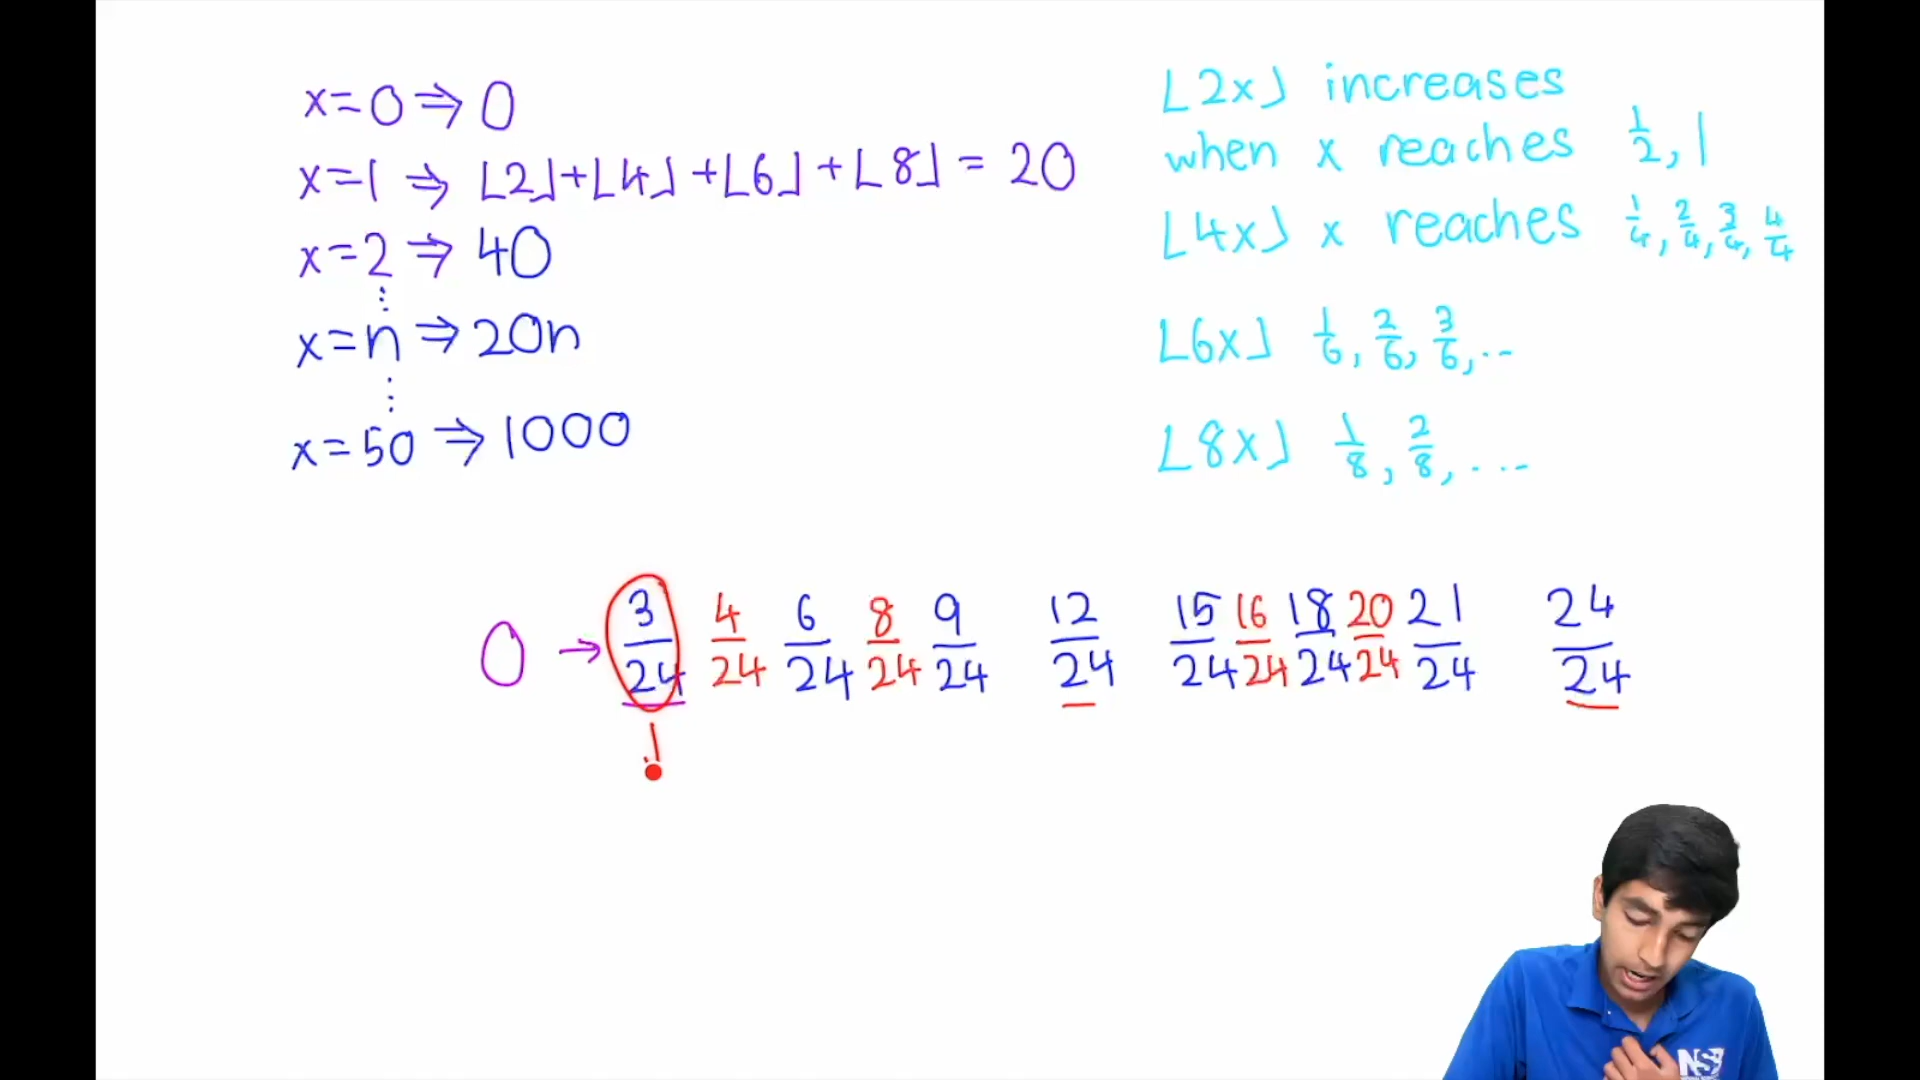 x=0⇒0
x=1⇒⌊2⌋+⌊4⌋+⌊6⌋+⌊8⌋=20
x=2⇒40
⋮
x=n⇒20n
⋮
x=50⇒1000
⌊2x⌋ increases
when x reaches 1/2, 1
⌊4x⌋ x reaches 1/4, 2/4, 3/4, 4/4
⌊6x⌋ 1/6, 2/6, 3/6, ...
⌊8x⌋ 1/8, 2/8, ....
0 → 3/24 4/24 6/24 8/24 9/24 12/24 15/24 16/24 18/24 20/24 21/24 24/24